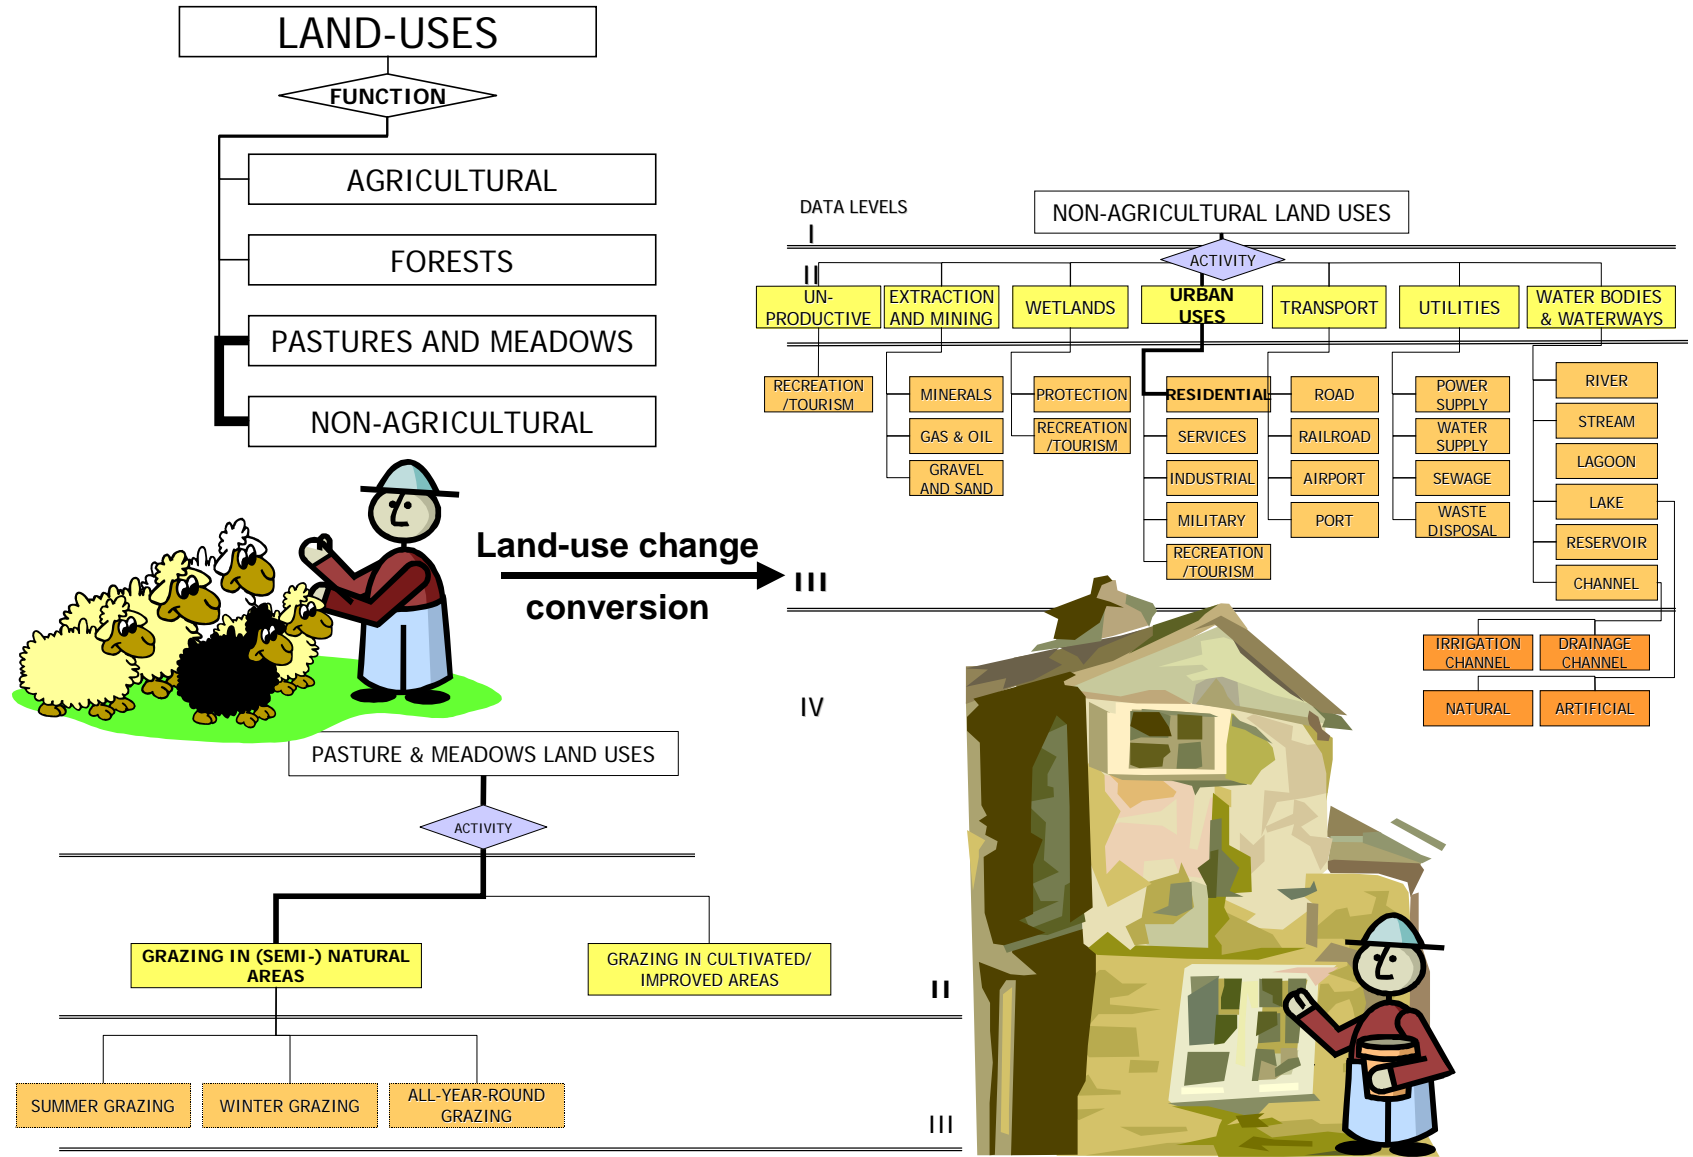 LAND-USES
FUNCTION
AGRICULTURAL
FORESTS
PASTURES AND MEADOWS
NON-AGRICULTURAL
Land-use change
conversion
DATA LEVELS
I
II
III
IV
NON-AGRICULTURAL LAND USES
ACTIVITY
UN-
PRODUCTIVE
EXTRACTION
AND MINING
WETLANDS
URBAN
USES
TRANSPORT
UTILITIES
WATER BODIES
& WATERWAYS
RECREATION
/TOURISM
MINERALS
GAS & OIL
GRAVEL
AND SAND
PROTECTION
RECREATION
/TOURISM
RESIDENTIAL
SERVICES
INDUSTRIAL
MILITARY
RECREATION
/TOURISM
ROAD
RAILROAD
AIRPORT
PORT
POWER
SUPPLY
WATER
SUPPLY
SEWAGE
WASTE
DISPOSAL
RIVER
STREAM
LAGOON
LAKE
RESERVOIR
CHANNEL
IRRIGATION
CHANNEL
DRAINAGE
CHANNEL
NATURAL
ARTIFICIAL
PASTURE & MEADOWS LAND USES
ACTIVITY
GRAZING IN (SEMI-) NATURAL
AREAS
GRAZING IN CULTIVATED/
IMPROVED AREAS
II
SUMMER GRAZING
WINTER GRAZING
ALL-YEAR-ROUND
GRAZING
III